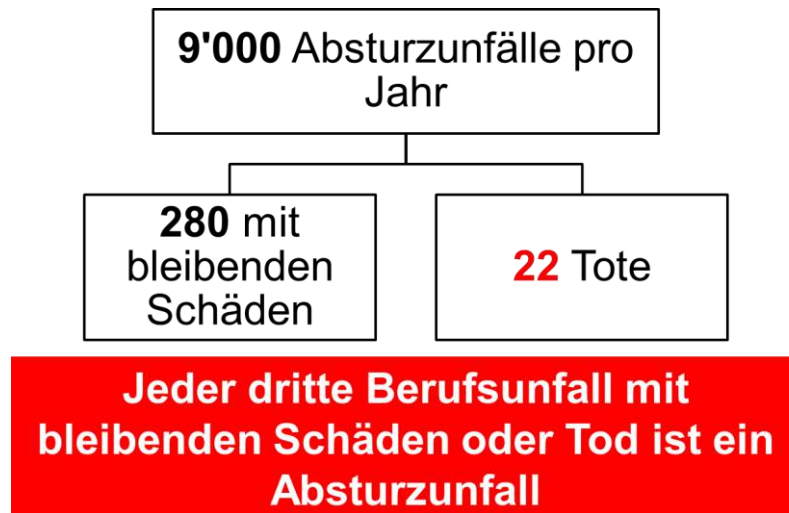 9'000 Absturzunfälle pro
Jahr
280 mit
bleibenden
Schäden
22 Tote
Jeder dritte Berufsunfall mit
bleibenden Schäden oder Tod ist ein
Absturzunfall